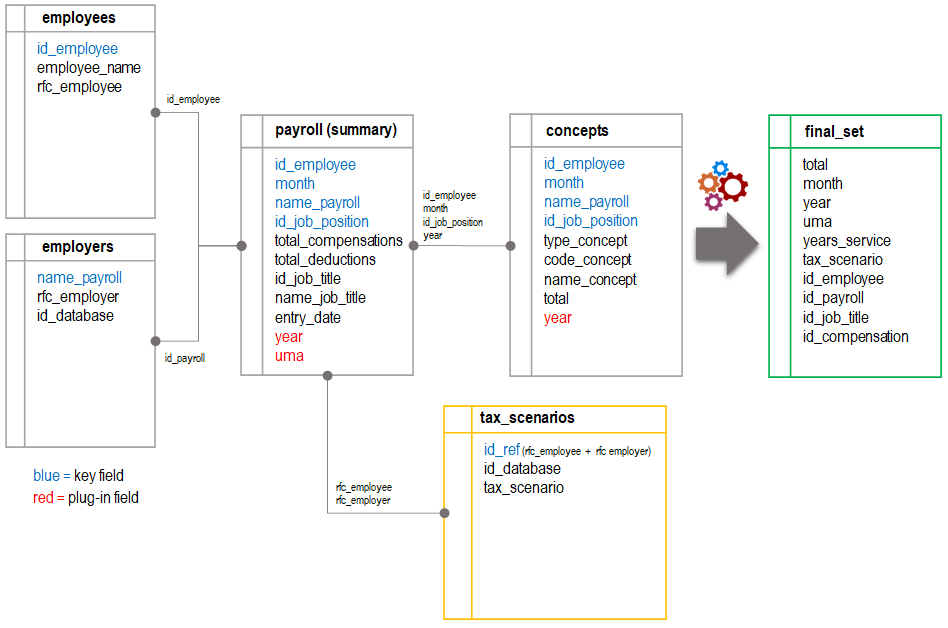 employees
id_employee
employee_name
rfc_employee
id_employee
employers
name_payroll
rfc_employer
id_database
id_payroll
blue = key field
red = plug-in field
payroll (summary)
id_employee
month
name_payroll
id_job_position
total_compensations
total_deductions
id_job_title
name_job_title
entry_date
year
uma
id_employee
month
id_job_position
year
concepts
id_employee
month
name_payroll
id_job_position
type_concept
code_concept
name_concept
total
year
rfc_employee
rfc_employer
tax_scenarios
id_ref (rfc_employee + rfc employer)
id_database
tax_scenario
final_set
total
month
year
uma
years_service
tax_scenario
id_employee
id_payroll
id_job_title
id_compensation